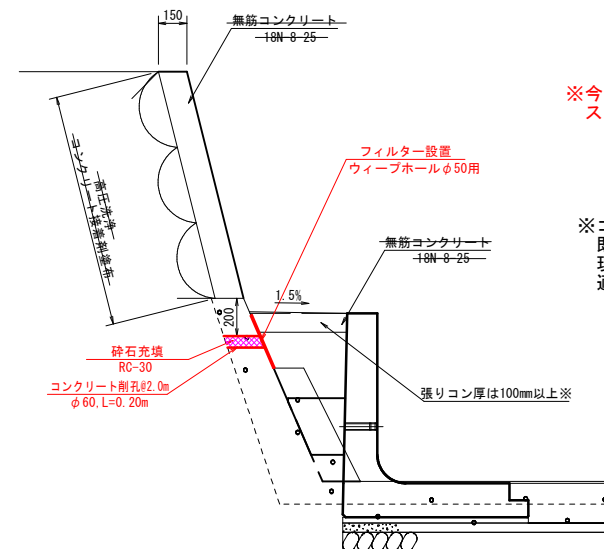 150
無筋コンクリート
18N-8-25
※今
ス
フィルター設置
ウィープホールφ50用
高圧洗浄
コンクリート接着剤塗布
※コ
既
現
適
無筋コンクリート
18N-8-25
1.5%
200
砕石充填
RC-30
コンクリート削孔@2.0m
φ60,L=0.20m
張りコン厚は100mm以上※